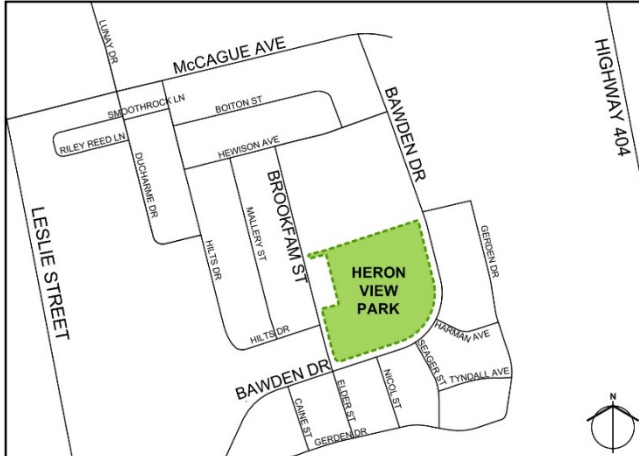 LUNAY DR
McCAGUE AVE
HIGHWAY 404
SMOOTHROCK LN
BOITON ST
RILEY REED LN
HEWISON AVE
BAWDEN DR
DUCHARME DR
BROOKFAM ST
MALLERY ST
LESLIE STREET
HILTS DR
GERDEN DR
HERON
VIEW
PARK
HILTS DR
HARMAN AVE
SEAGER ST
BAWDEN DR
TYNDALL AVE
NICOL ST
ELDER ST
CAINE ST
GERDEN DR
N